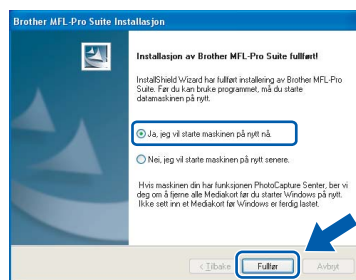 Brother MFL-Pro Suite Installasjon
Installasjon av Brother MFL-Pro Suite fullført!
InstallShield Wizard har fullført installering av Brother MFL-Pro
Suite. Før du kan bruke programmet, må du starte
datamaskinen på nytt.
Ja, jeg vil starte maskinen på nytt nå.
Nei, jeg vil starte maskinen på nytt senere.
Hvis maskinen din har funksjonen PhotoCapture Senter, ber vi
deg om å fjerne alle Mediakort før du starter Windows på nytt.
Ikke sett inn et Mediakort før Windows er ferdig lastet.
< Tilbake
Fullfør
Avbryt